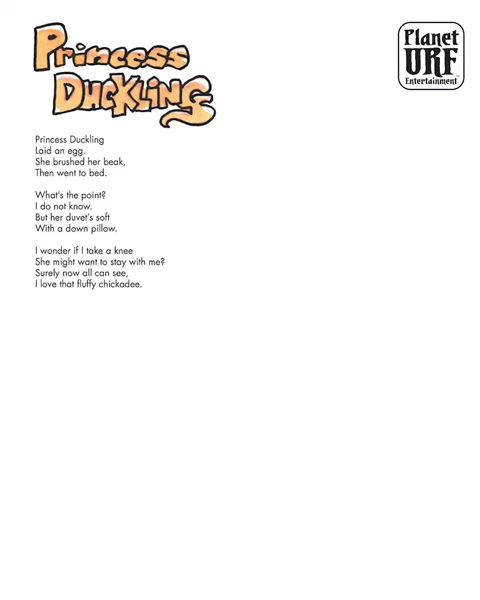 Princess
Duckling
Planet
URF
Entertainment™
Princess Duckling
Laid an egg.
She brushed her beak,
Then went to bed.
What's the point?
I do not know.
But her duvet's soft
With a down pillow.
I wonder if I take a knee
She might want to stay with me?
Surely now all can see,
I love that fluffy chickadee.